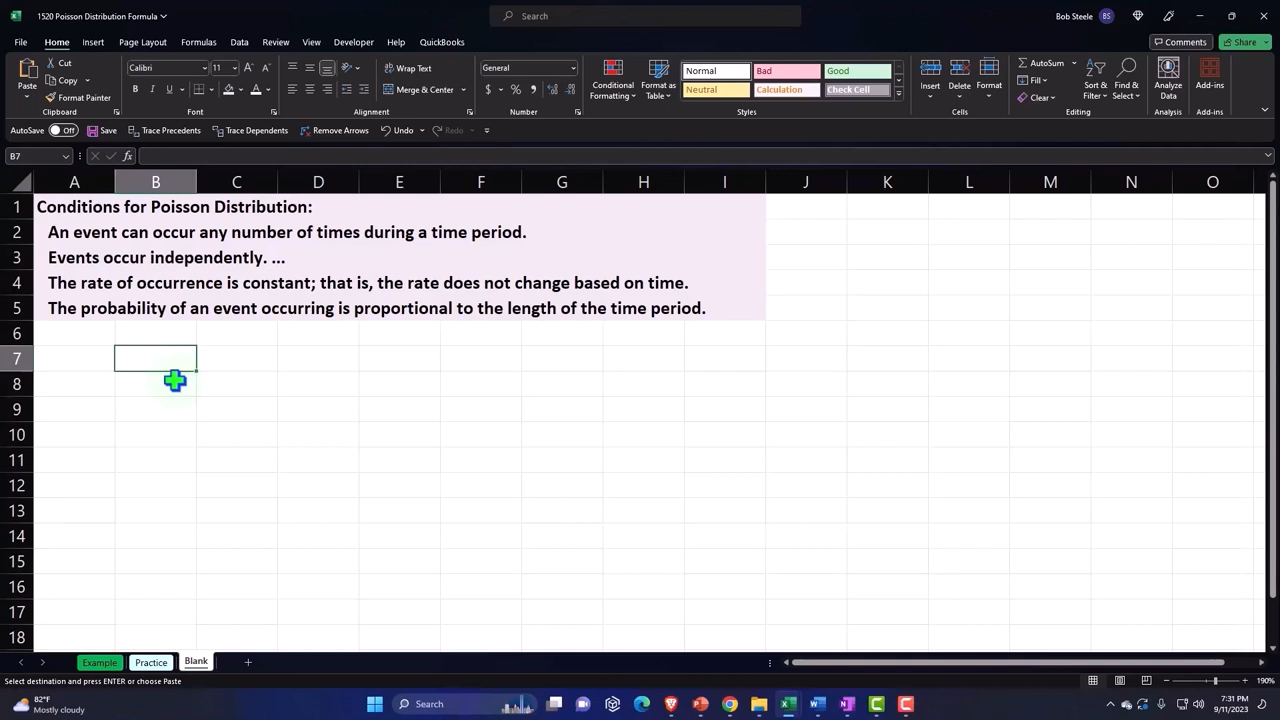 1520 Poisson Distribution Formula
Search
Bob Steele BS
File Home Insert Page Layout Formulas Data Review View Developer Help QuickBooks
Comments Share
Paste
Cut
Copy
Format Painter
Calibri 11
B I U
Wrap Text
Merge & Center
General
$ %
Conditional Formatting
Format as Table
Normal Bad Good
Neutral Calculation Check Cell
Insert Delete Format
AutoSum
Fill
Clear
Sort & Filter
Find & Select
Analyze Data
Add-ins
Clipboard Font Alignment Number Styles Cells Editing Analysis Add-ins
AutoSave Off Save Trace Precedents Trace Dependents Remove Arrows Undo Redo
B7 fx
A B C D E F G H I J K L M N O
1 Conditions for Poisson Distribution:
2 An event can occur any number of times during a time period.
3 Events occur independently. ...
4 The rate of occurrence is constant; that is, the rate does not change based on time.
5 The probability of an event occurring is proportional to the length of the time period.
6
7
8
9
10
11
12
13
14
15
16
17
18
Example Practice Blank
Select destination and press ENTER or choose Paste
190%
82°F
Mostly cloudy
Search
7:31 PM
9/11/2023